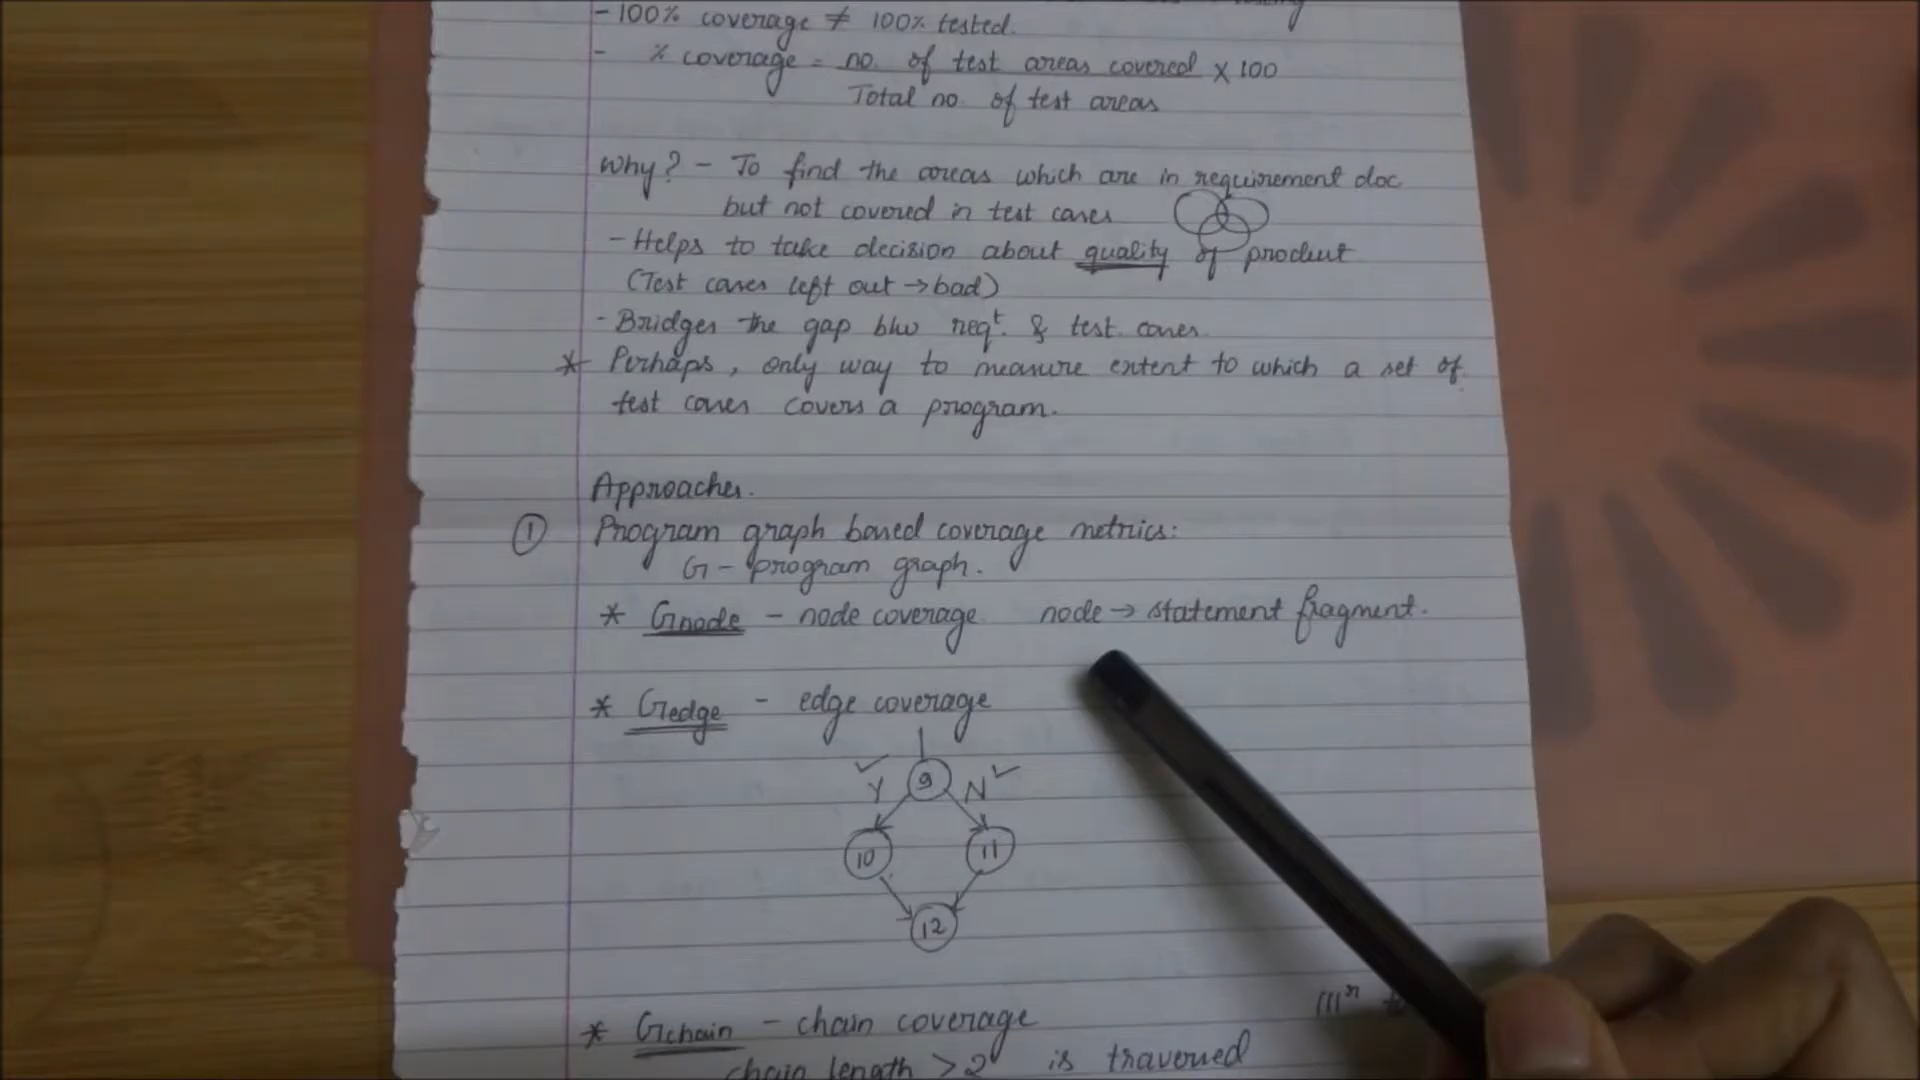 - 100% coverage ≠ 100% tested.
- % coverage = no. of test areas covered × 100
Total no. of test areas
Why? - To find the areas which are in requirement doc
but not covered in test cases
- Helps to take decision about quality of product
(Test cases left out → bad)
- Bridges the gap b/w reqt. & test cases
* Perhaps, only way to measure extent to which a set of
test cases covers a program.
Approaches.
① Program graph based coverage metrics:
G - program graph.
* Gnode - node coverage node → statement fragment.
* Gedge - edge coverage
Y 9 N
10 11
12
* Gchain - chain coverage
chain length > 2 is traversed